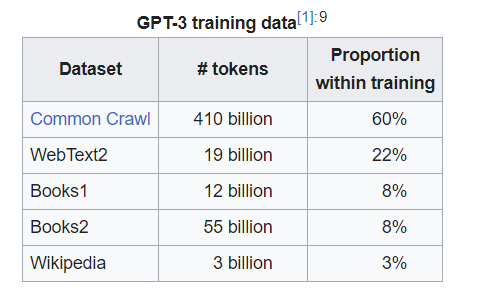 GPT-3 training data[1]:9
Dataset # tokens Proportion within training
Common Crawl 410 billion 60%
WebText2 19 billion 22%
Books1 12 billion 8%
Books2 55 billion 8%
Wikipedia 3 billion 3%